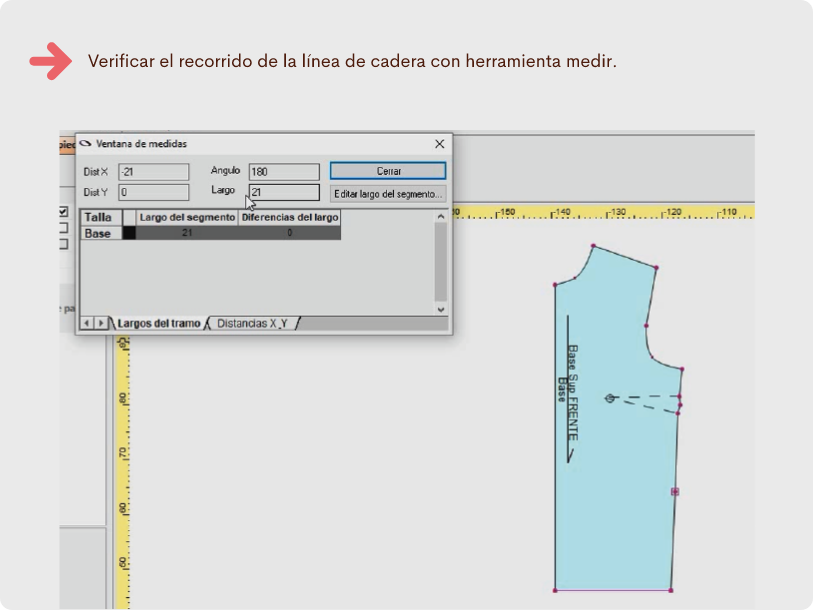 Verificar el recorrido de la línea de cadera con herramienta medir.
Ventana de medidas
Dist X -21 Angulo 180 Cerrar
Dist Y 0 Largo 21 Editar largo del segmento...
Talla Largo del segmento Diferencias del largo
Base 21 0
Largos del tramo Distancias X_Y
-150 -140 -130 -120 -110
Base Sup FRENTE
Base
80
70
60
50